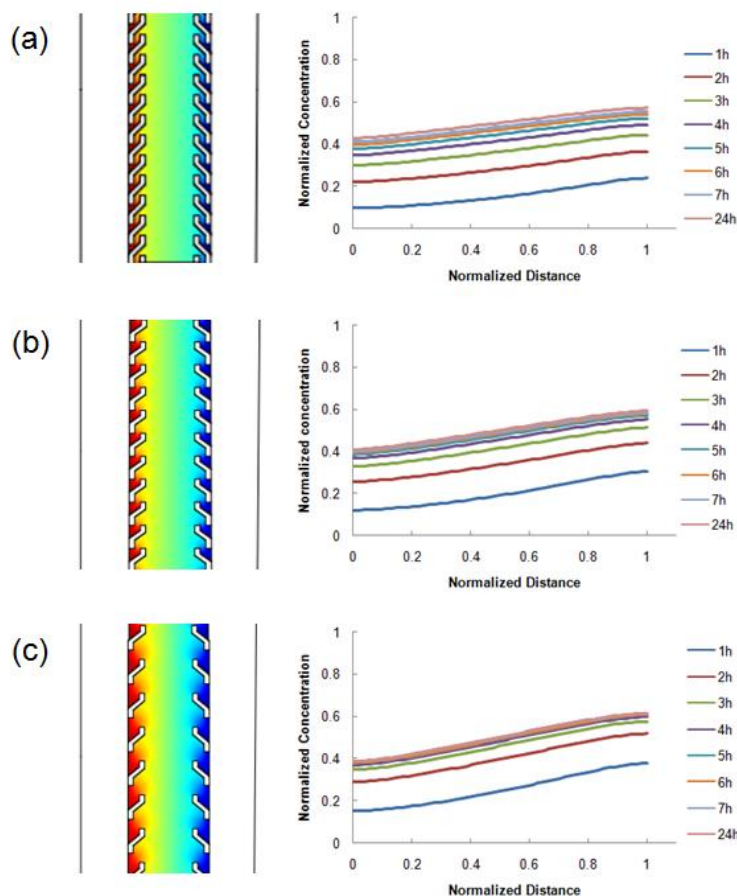 (a)
Normalized Concentration
1
0.8
0.6
0.4
0.2
0
0 0.2 0.4 0.6 0.8 1
Normalized Distance
1h
2h
3h
4h
5h
6h
7h
24h
(b)
Normalized concentration
1
0.8
0.6
0.4
0.2
0
0 0.2 0.4 0.6 0.8 1
Normalized Distance
1h
2h
3h
4h
5h
6h
7h
24h
(c)
Normalized Concentration
1
0.8
0.6
0.4
0.2
0
0 0.2 0.4 0.6 0.8 1
Normalized Distance
1h
2h
3h
4h
5h
6h
7h
24h